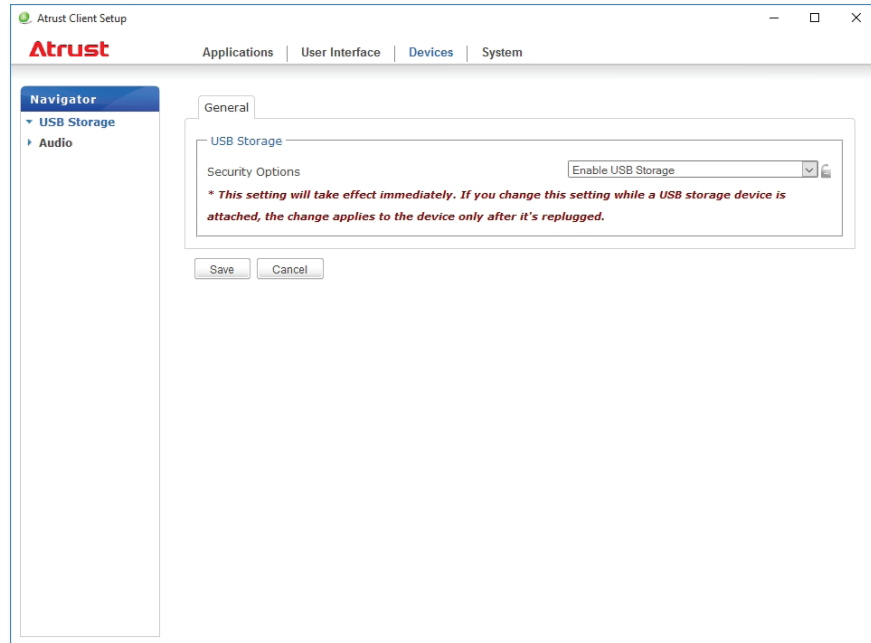 Atrust Client Setup
Atrust
Applications User Interface Devices System
Navigator
USB Storage
Audio
General
USB Storage
Security Options Enable USB Storage
* This setting will take effect immediately. If you change this setting while a USB storage device is
attached, the change applies to the device only after it's replugged.
Save Cancel